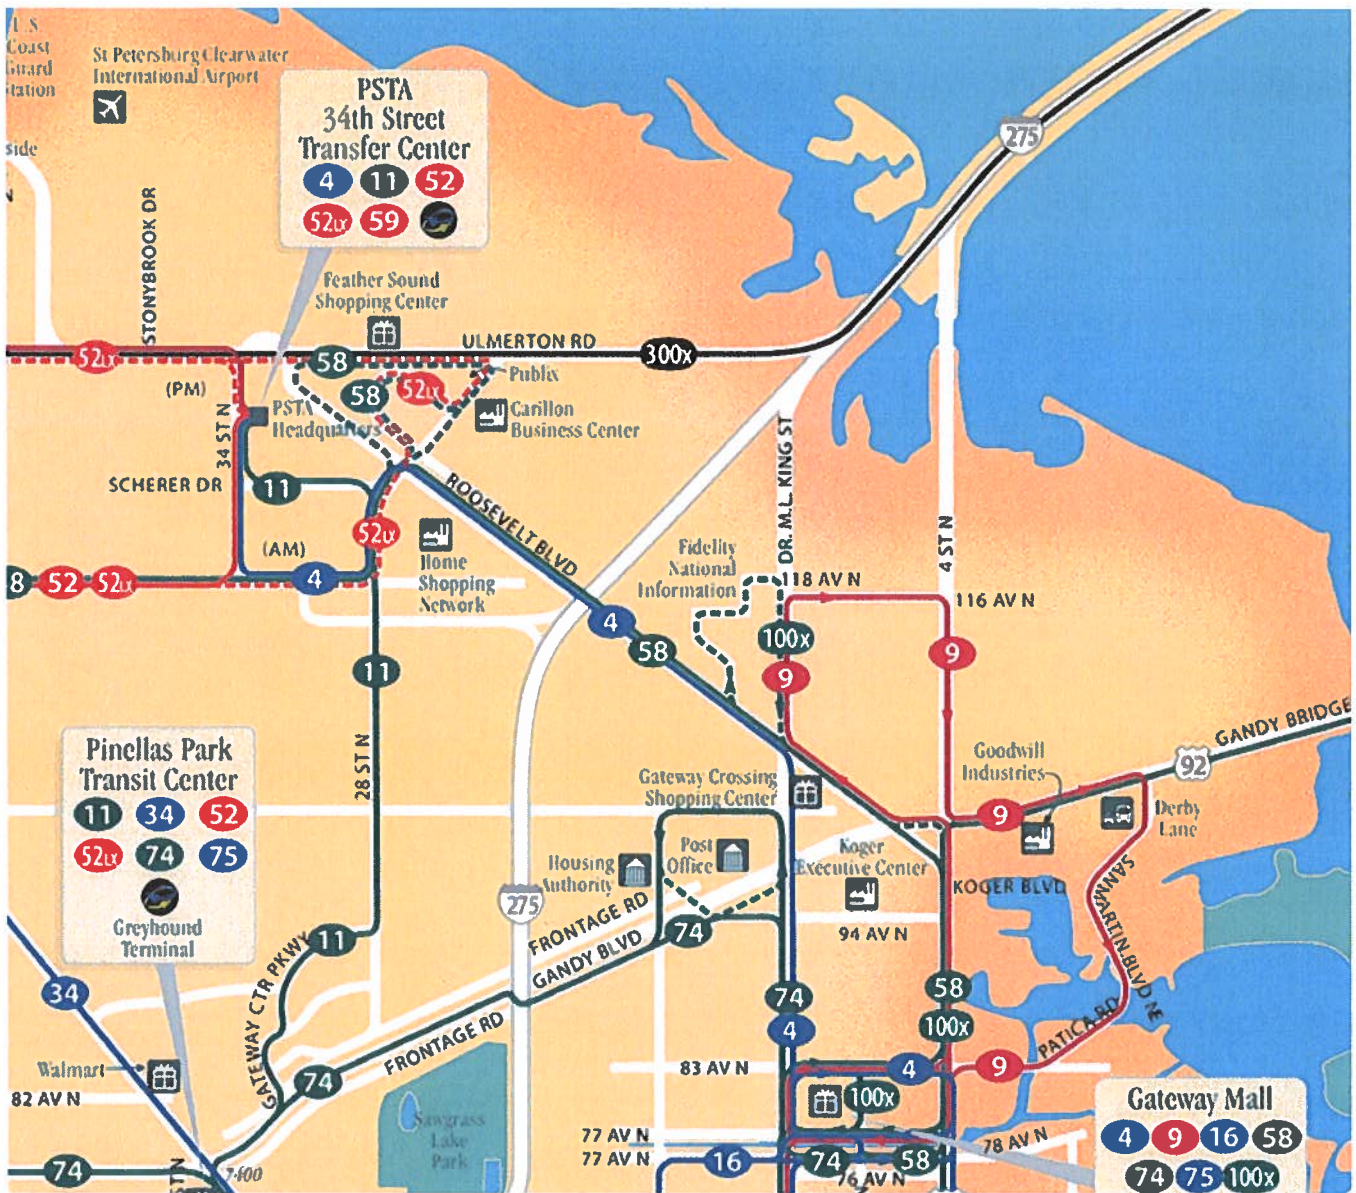 U.S.
Coast
Guard
Station
St Petersburg Clearwater
International Airport
side
PSTA
34th Street
Transfer Center
4 11 52
52LX 59
275
STONYBROOK DR
Feather Sound
Shopping Center
ULMERTON RD
52LX
58
300x
(PM)
Publix
58
52LX
34 ST N
PSTA
Headquarters
Carillon
Business Center
DR. M.L. KING ST
SCHERER DR
11
ROOSEVELT BLVD
52LX
(AM)
Home
Shopping
Network
4 ST N
Fidelity
National
Information
8 52 52LX
4
118 AV N
116 AV N
4
58
100x
9
9
11
28 ST N
Pinellas Park
Transit Center
11 34 52
52LX 74 75
Greyhound
Terminal
GANDY BRIDGE
92
Goodwill
Industries
Gateway Crossing
Shopping Center
9
Derby
Lane
Housing
Authority
Post
Office
Koger
Executive Center
KOGER BLVD
SAN MARTIN BLVD NE
275
FRONTAGE RD
74
94 AV N
GANDY BLVD
11
GATEWAY CTR PKWY
34
74
4
58
100x
PATICA RD
FRONTAGE RD
Walmart
74
83 AV N
4
9
82 AV N
100x
Sawgrass
Lake
Park
77 AV N
77 AV N
16
74
58
76 AV N
78 AV N
Gateway Mall
4 9 16 58
74 75 100x
74
ST N
7400